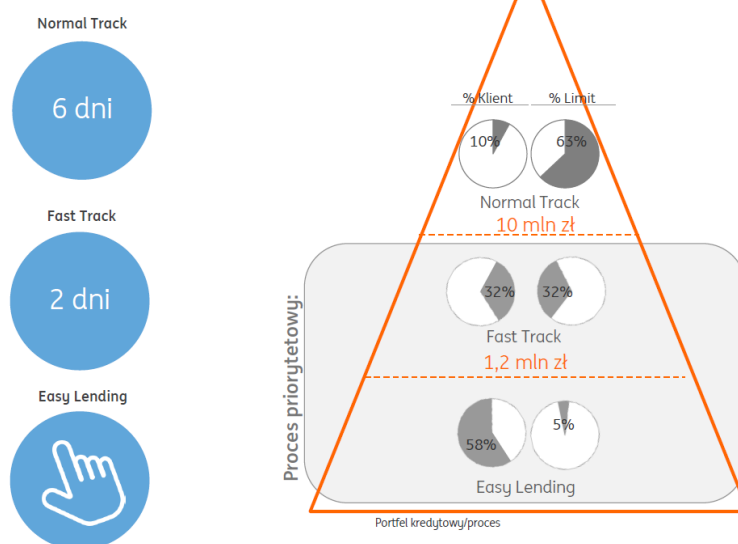 Normal Track
6 dni
Fast Track
2 dni
Easy Lending
% Klient % Limit
10% 63%
Normal Track
10 mln zł
Proces priorytetowy:
32% 32%
Fast Track
1,2 mln zł
58% 5%
Easy Lending
Portfel kredytowy/proces